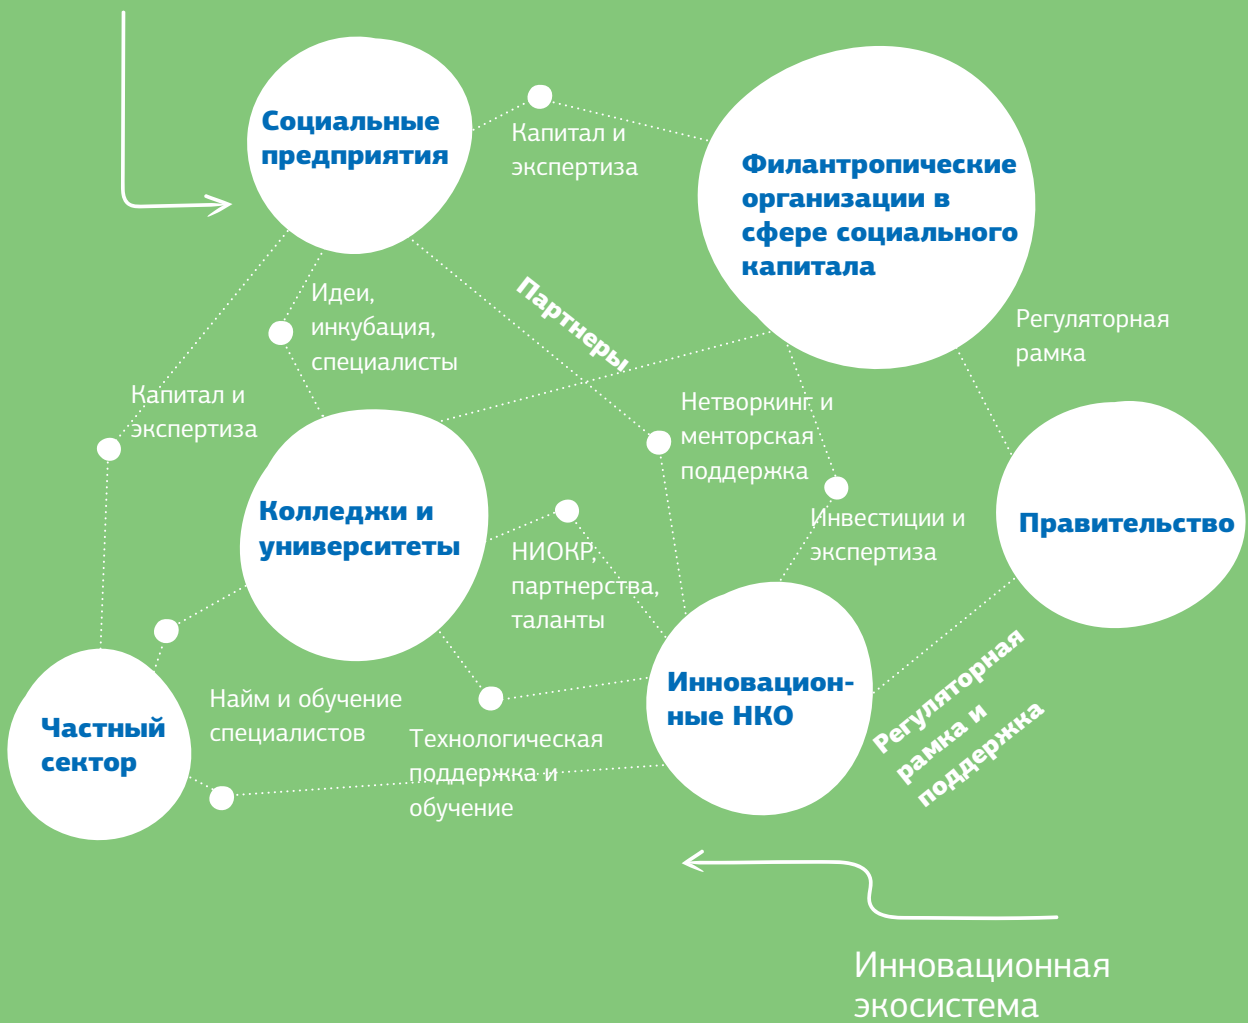 Социальные
предприятия
Капитал и
экспертиза
Филантропические
организации в
сфере социального
капитала
Идеи,
инкубация,
специалисты
Партнеры
Регуляторная
рамка
Капитал и
экспертиза
Нетворкинг и
менторская
поддержка
Колледжи и
университеты
НИОКР,
партнерства,
таланты
Инвестиции и
экспертиза
Правительство
Частный
сектор
Найм и обучение
специалистов
Технологическая
поддержка и
обучение
Инновацион-
ные НКО
Регуляторная
рамка и
поддержка
Инновационная
экосистема